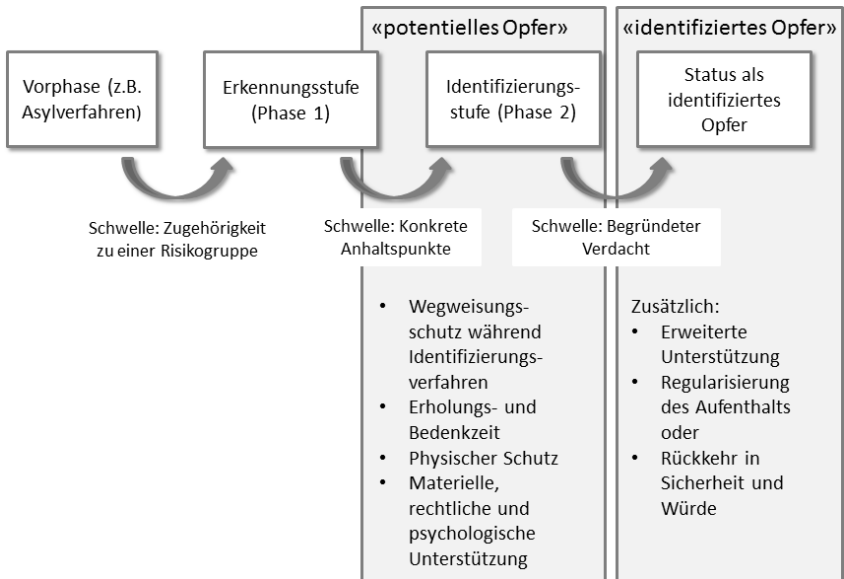 «potentielles Opfer»
«identifiziertes Opfer»
Vorphase (z.B.
Asylverfahren)
Erkennungsstufe
(Phase 1)
Identifizierungs-
stufe (Phase 2)
Status als
identifiziertes
Opfer
Schwelle: Zugehörigkeit
zu einer Risikogruppe
Schwelle: Konkrete
Anhaltspunkte
Schwelle: Begründeter
Verdacht
• Wegweisungs-
schutz während
Identifizierungs-
verfahren
• Erholungs- und
Bedenkzeit
• Physischer Schutz
• Materielle,
rechtliche und
psychologische
Unterstützung
Zusätzlich:
• Erweiterte
Unterstützung
• Regularisierung
des Aufenthalts
oder
• Rückkehr in
Sicherheit und
Würde